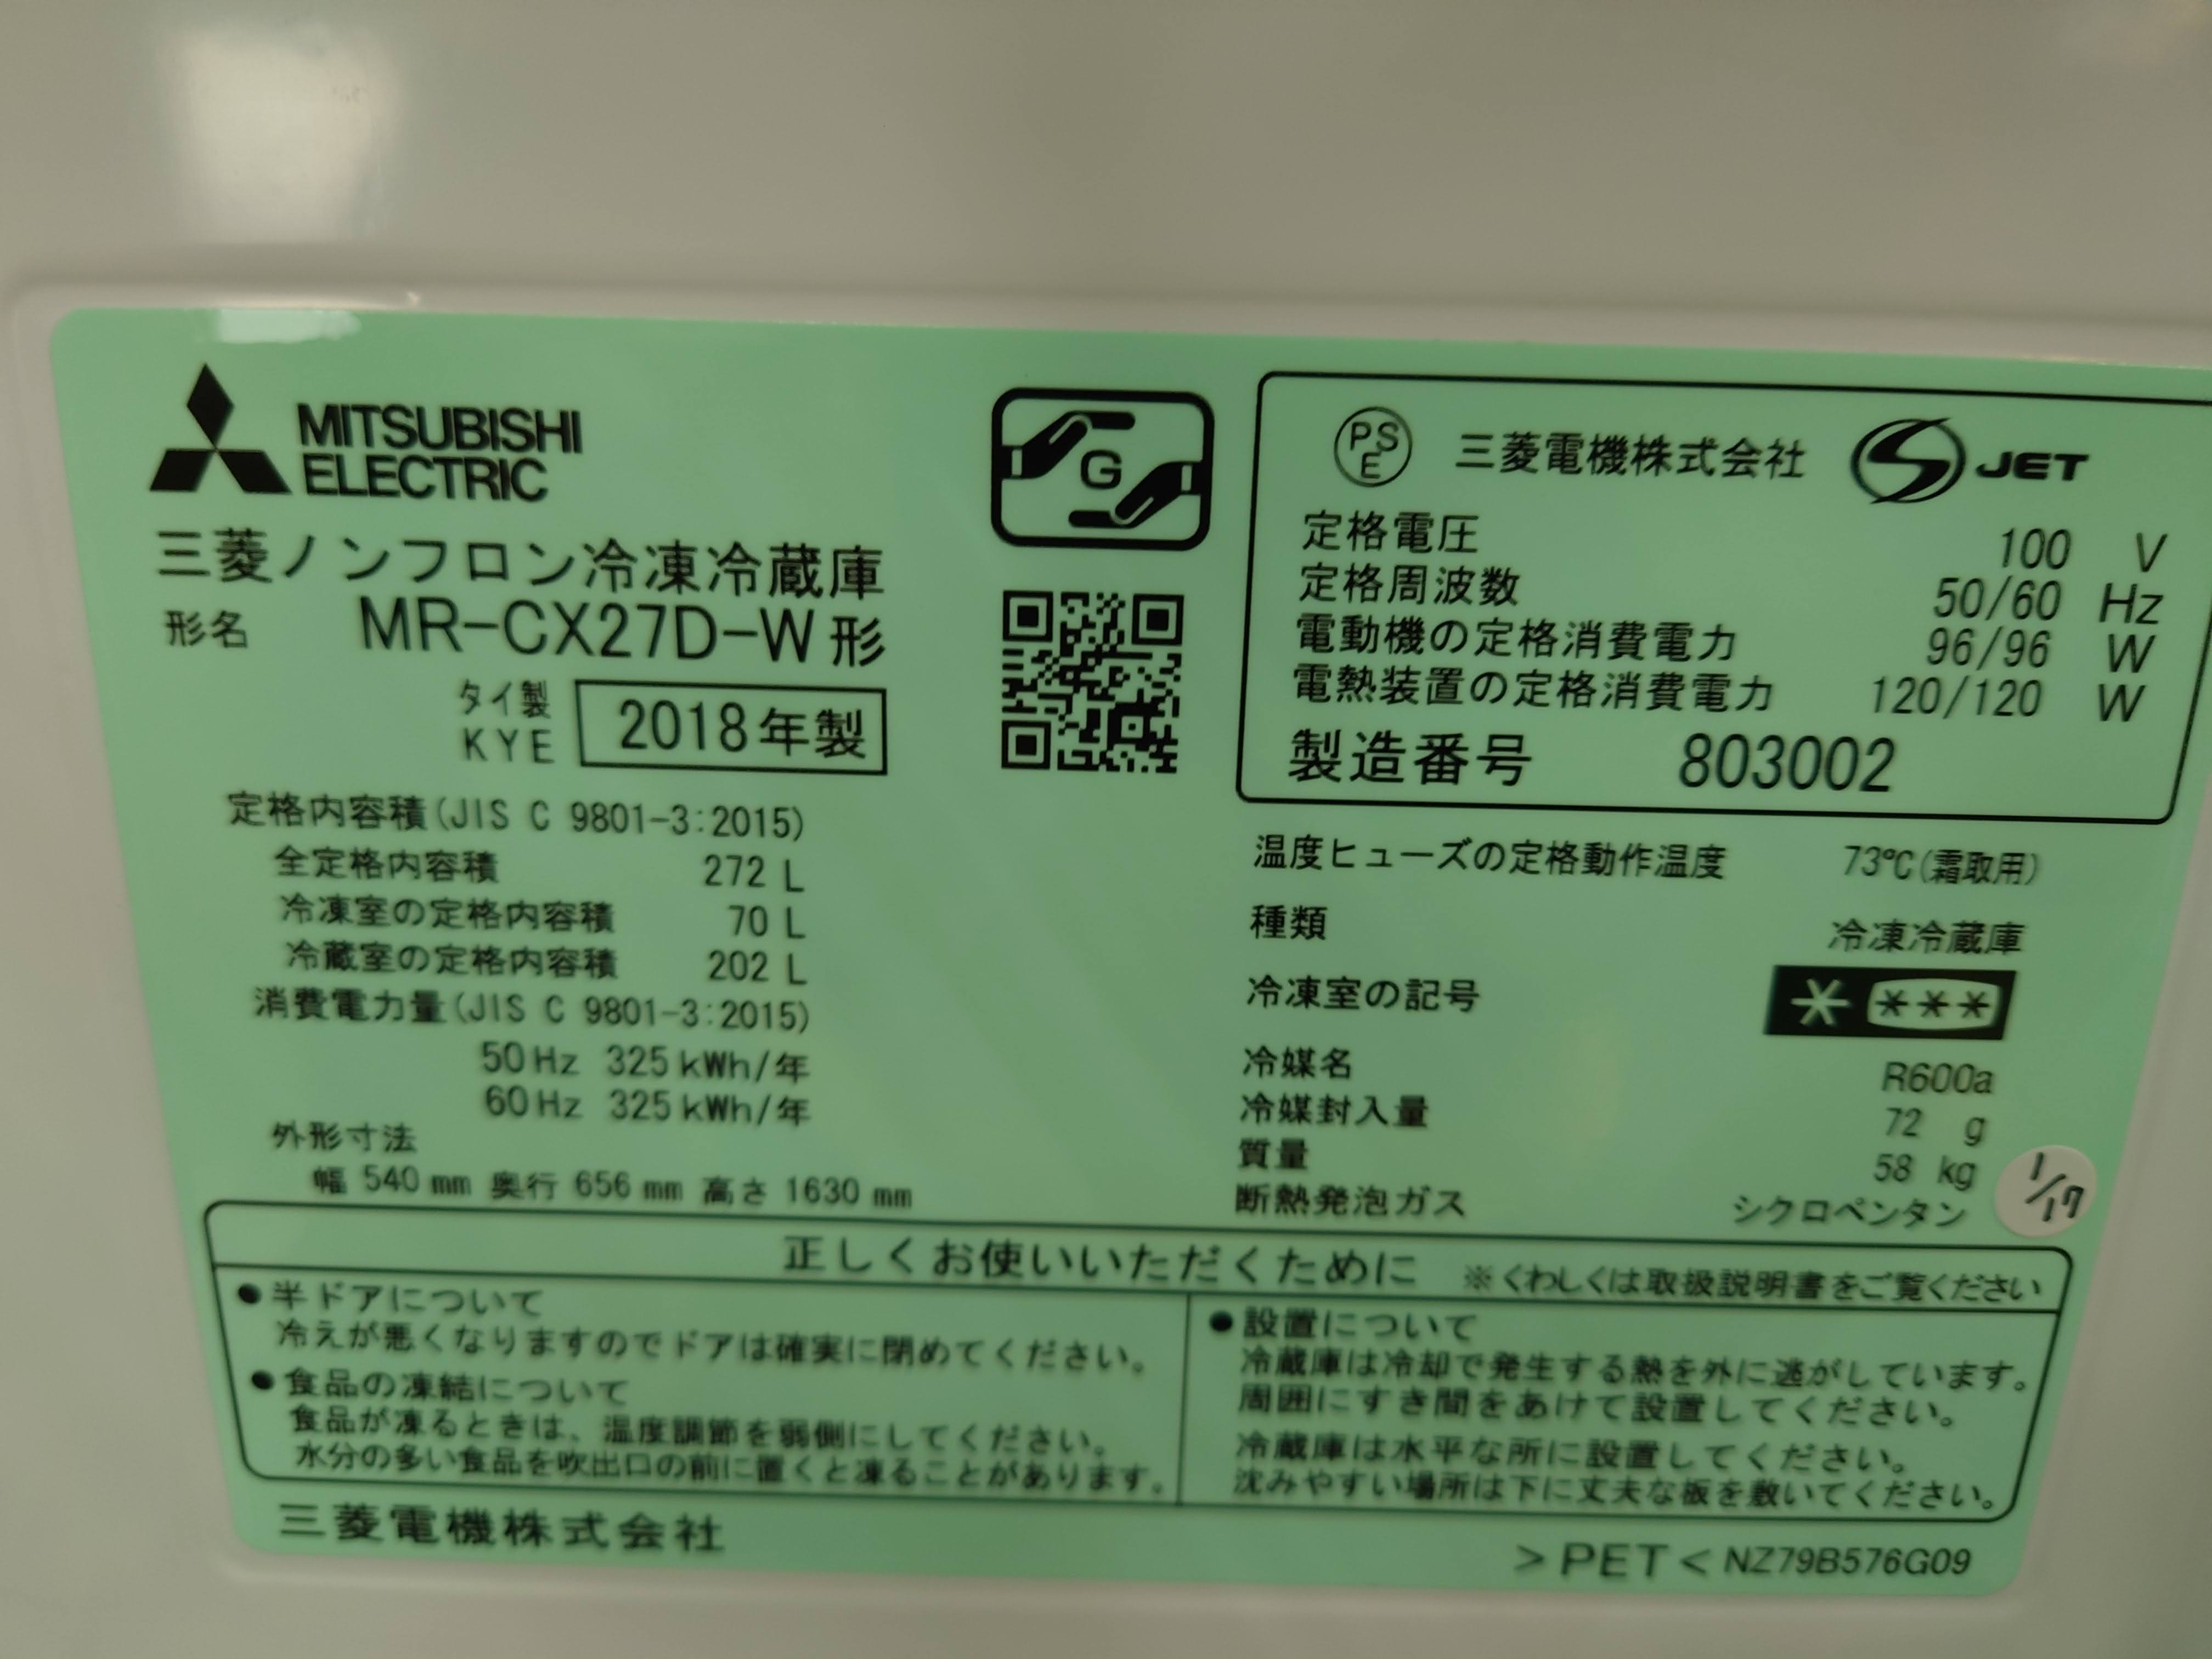 MITSUBISHI
ELECTRIC
三菱ノンフロン冷凍冷蔵庫
形名 MR-CX27D-W形
タイ製
KYE
2018年製
定格内容積(JIS C 9801-3:2015)
全定格内容積 272 L
冷凍室の定格内容積 70 L
冷蔵室の定格内容積 202 L
消費電力量(JIS C 9801-3:2015)
50Hz 325kWh/年
60Hz 325kWh/年
外形寸法
幅 540 mm 奥行 656 mm 高さ 1630 mm
G
PSE 三菱電機株式会社 S JET
定格電圧 100 V
定格周波数 50/60 Hz
電動機の定格消費電力 96/96 W
電熱装置の定格消費電力 120/120 W
製造番号 803002
温度ヒューズの定格動作温度 73℃(霜取用)
種類 冷凍冷蔵庫
冷凍室の記号 * ***
冷媒名 R600a
冷媒封入量 72 g
質量 58 kg
断熱発泡ガス シクロペンタン
1/17
正しくお使いいただくために ※くわしくは取扱説明書をご覧ください
●半ドアについて
冷えが悪くなりますのでドアは確実に閉めてください。
●食品の凍結について
食品が凍るときは、温度調節を弱側にしてください。
水分の多い食品を吹出口の前に置くと凍ることがあります。
●設置について
冷蔵庫は冷却で発生する熱を外に逃がしています。
周囲にすき間をあけて設置してください。
冷蔵庫は水平な所に設置してください。
沈みやすい場所は下に丈夫な板を敷いてください。
三菱電機株式会社
>PET< NZ79B576G09